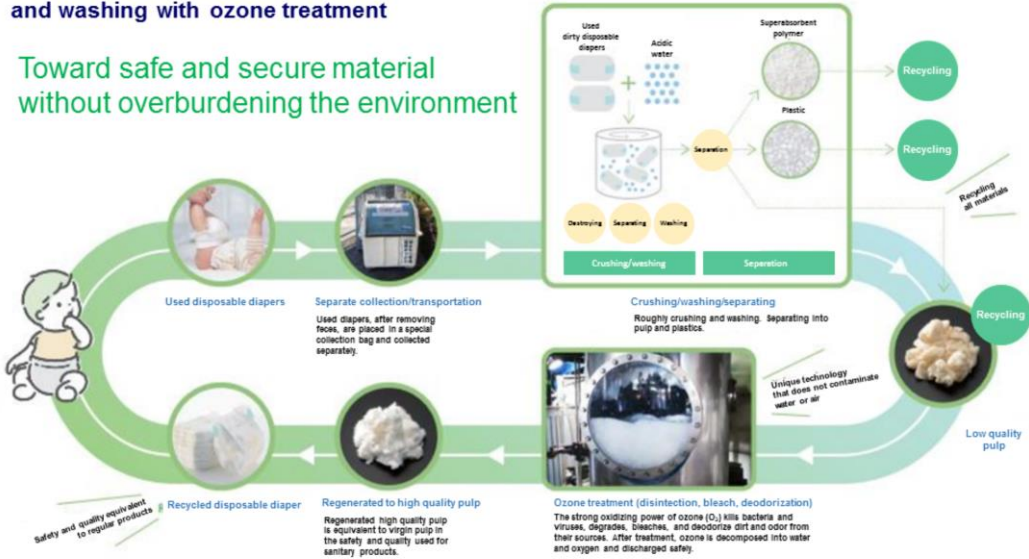 and washing with ozone treatment
Toward safe and secure material
without overburdening the environment
Used
dirty disposable
diapers
Acidic
water
Superabsorbent
polymer
Recycling
Plastic
Separation
Recycling
Destroying
Separating
Washing
Crushing/washing
Separation
Recycling
all materials
Used disposable diapers
Separate collection/transportation
Used diapers, after removing
feces, are placed in a special
collection bag and collected
separately.
Crushing/washing/separating
Roughly crushing and washing. Separating into
pulp and plastics.
Recycling
Unique technology
that does not contaminate
water or air
Low quality
pulp
Safety and quality equivalent
to regular products
Recycled disposable diaper
Regenerated to high quality pulp
Regenerated high quality pulp
is equivalent to virgin pulp in
the safety and quality used for
sanitary products.
Ozone treatment (disintection, bleach, deodorization)
The strong oxidizing power of ozone (O₃) kills bacteria and
viruses, degrades, bleaches, and deodorize dirt and odor from
their sources. After treatment, ozone is decomposed into water
and oxygen and discharged safely.